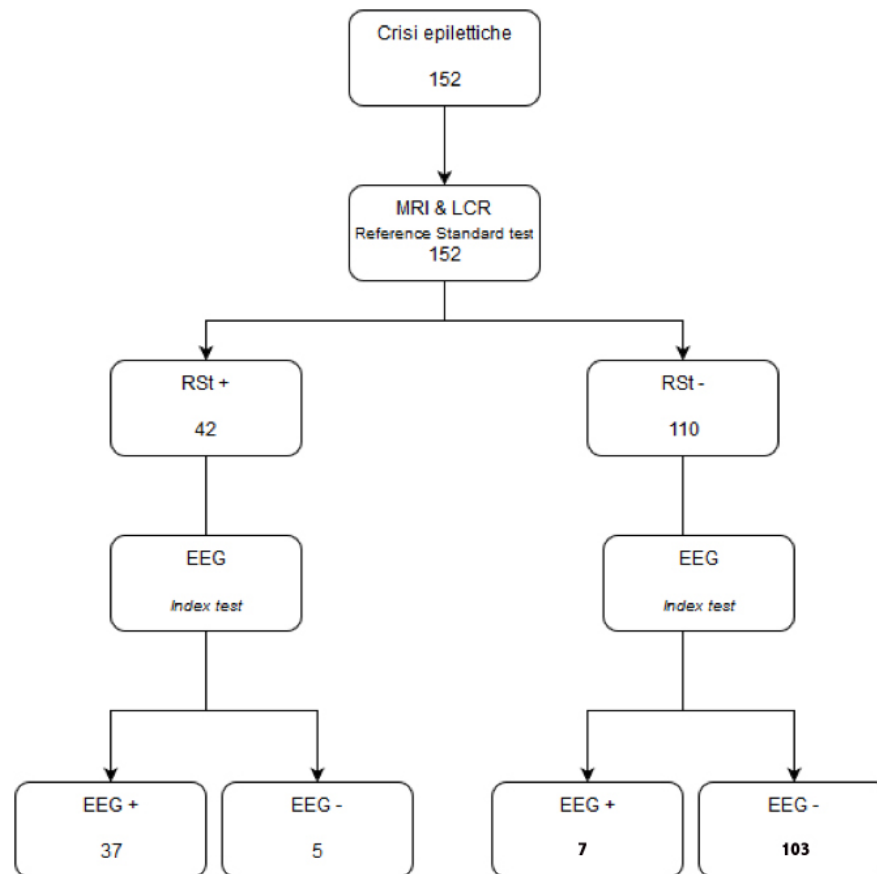 Crisi epilettiche
152
MRI & LCR
Reference Standard test
152
RSt +
42
RSt -
110
EEG
Index test
EEG
Index test
EEG +
37
EEG -
5
EEG +
7
EEG -
103